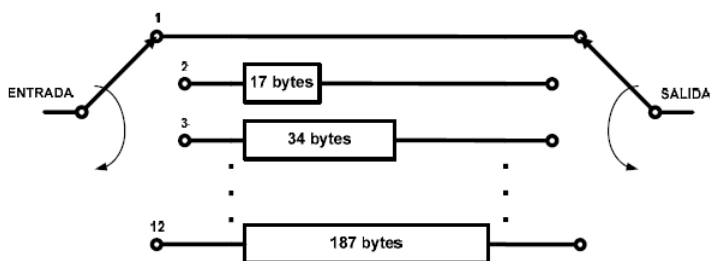 1
2
17 bytes
ENTRADA
SALIDA
3
34 bytes
12
187 bytes